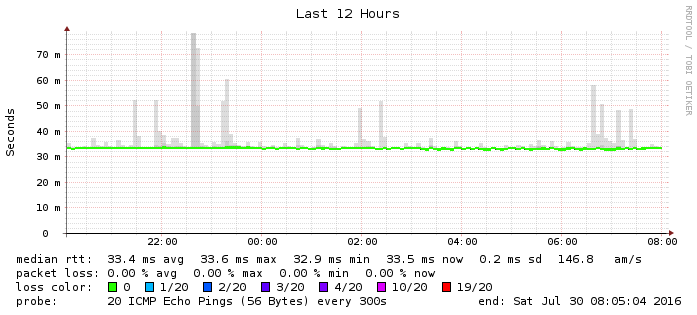 Last 12 Hours
RRDTOOL / TOBI OETIKER
Seconds
70 m
60 m
50 m
40 m
30 m
20 m
10 m
0
22:00 00:00 02:00 04:00 06:00 08:00
median rtt: 33.4 ms avg 33.6 ms max 32.9 ms min 33.5 ms now 0.2 ms sd 146.8 am/s
packet loss: 0.00 % avg 0.00 % max 0.00 % min 0.00 % now
loss color: 0 1/20 2/20 3/20 4/20 10/20 19/20
probe: 20 ICMP Echo Pings (56 Bytes) every 300s end: Sat Jul 30 08:05:04 2016